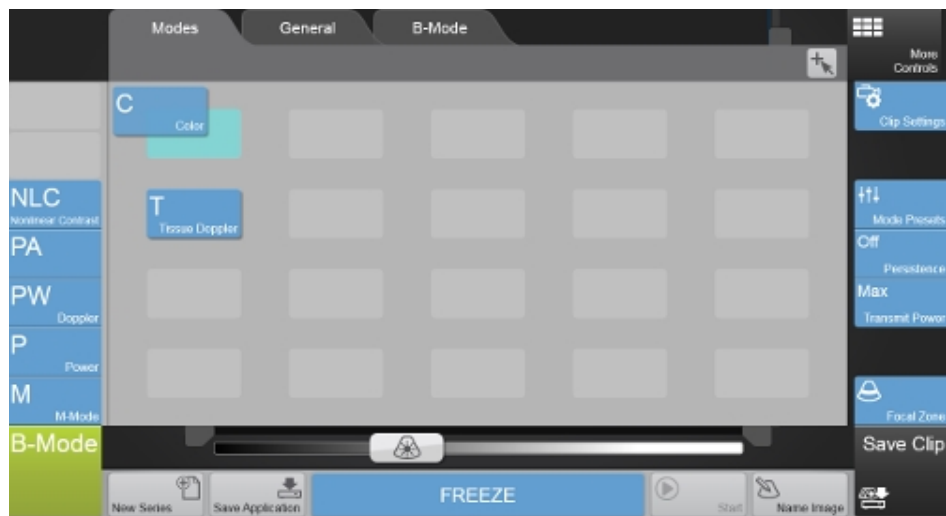 Modes
General
B-Mode
More
Controls
C
Color
Clip Settings
NLC
Nonlinear Contrast
T
Tissue Doppler
Mode Presets
PA
Off
Persistence
PW
Doppler
Max
Transmit Power
P
Power
M
M-Mode
Focal Zone
B-Mode
Save Clip
New Series
Save Application
FREEZE
Start
Name Image